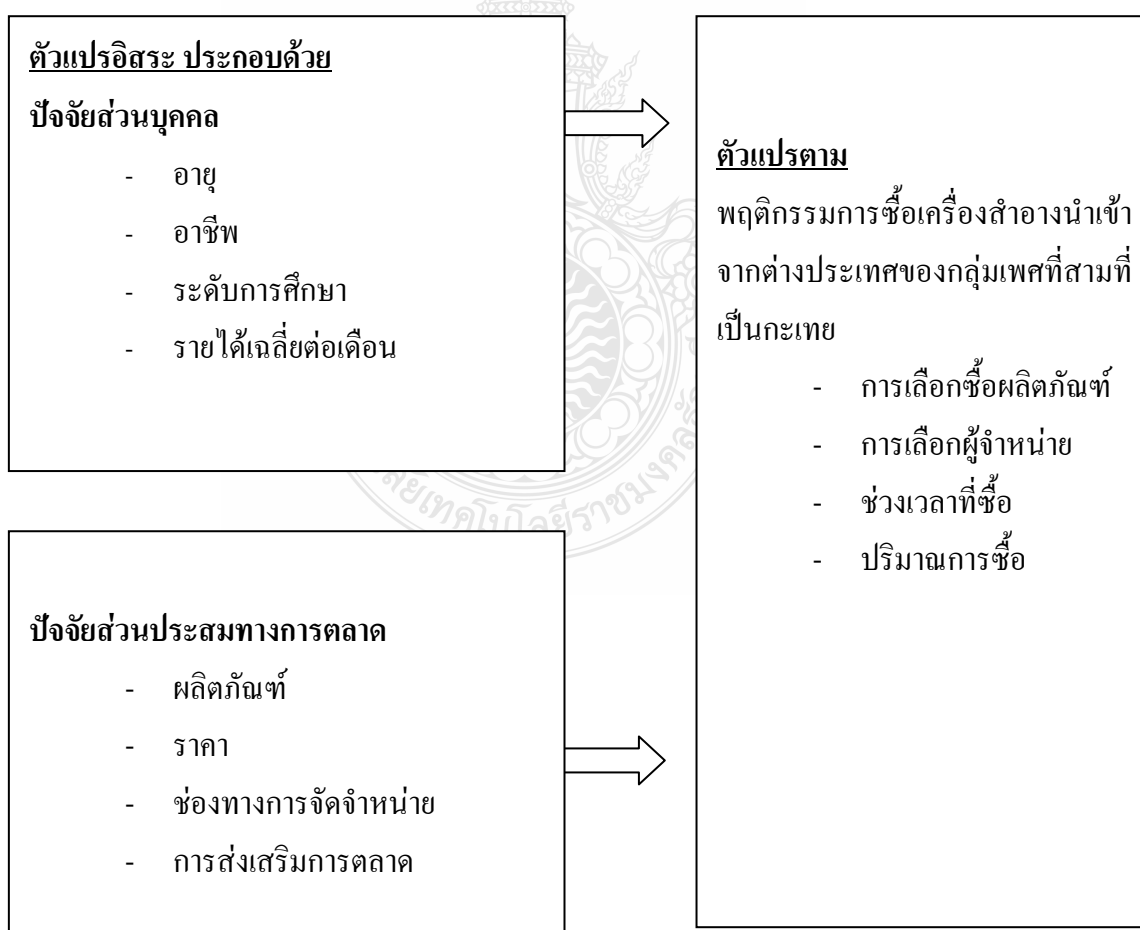 ตัวแปรอิสระ ประกอบด้วย
ปัจจัยส่วนบุคคล
- อายุ
- อาชีพ
- ระดับการศึกษา
- รายได้เฉลี่ยต่อเดือน
ปัจจัยส่วนประสมทางการตลาด
- ผลิตภัณฑ์
- ราคา
- ช่องทางการจัดจำหน่าย
- การส่งเสริมการตลาด
ตัวแปรตาม
พฤติกรรมการซื้อเครื่องสำอางนำเข้า
จากต่างประเทศของกลุ่มเพศที่สามที่
เป็นกะเทย
- การเลือกซื้อผลิตภัณฑ์
- การเลือกผู้จำหน่าย
- ช่วงเวลาที่ซื้อ
- ปริมาณการซื้อ